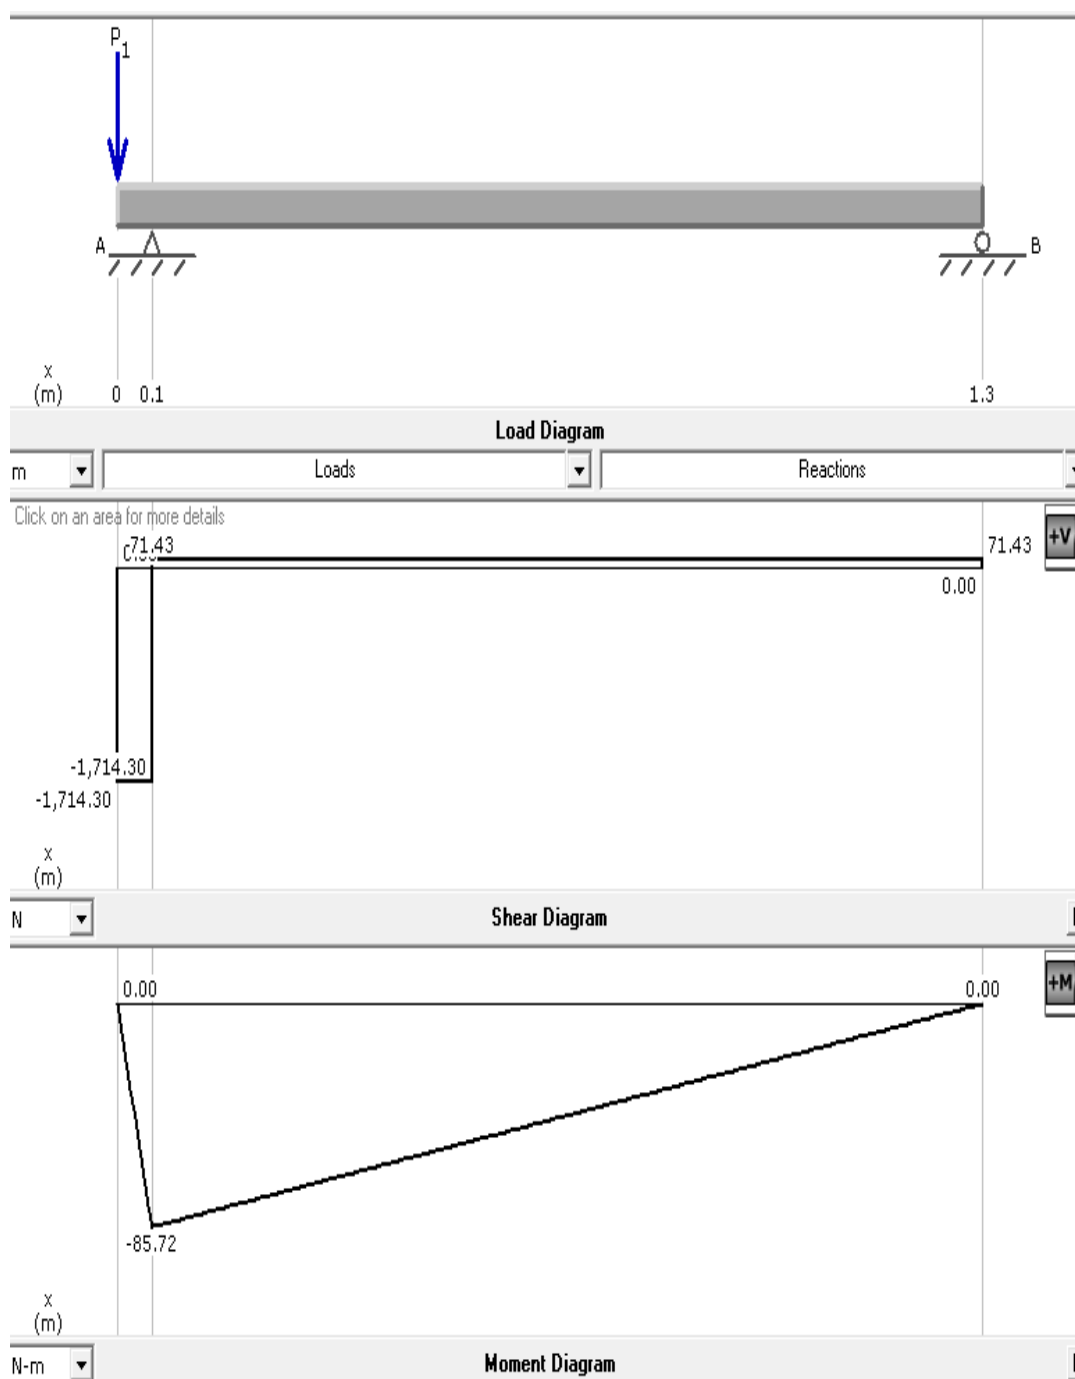 P1
A
B
x
(m) 0 0.1 1.3
Load Diagram
m Loads Reactions
Click on an area for more details
71.43 71.43 +V
0.00
-1,714.30
-1,714.30
x
(m)
N Shear Diagram
0.00 0.00 +M
-85.72
x
(m)
N-m Moment Diagram